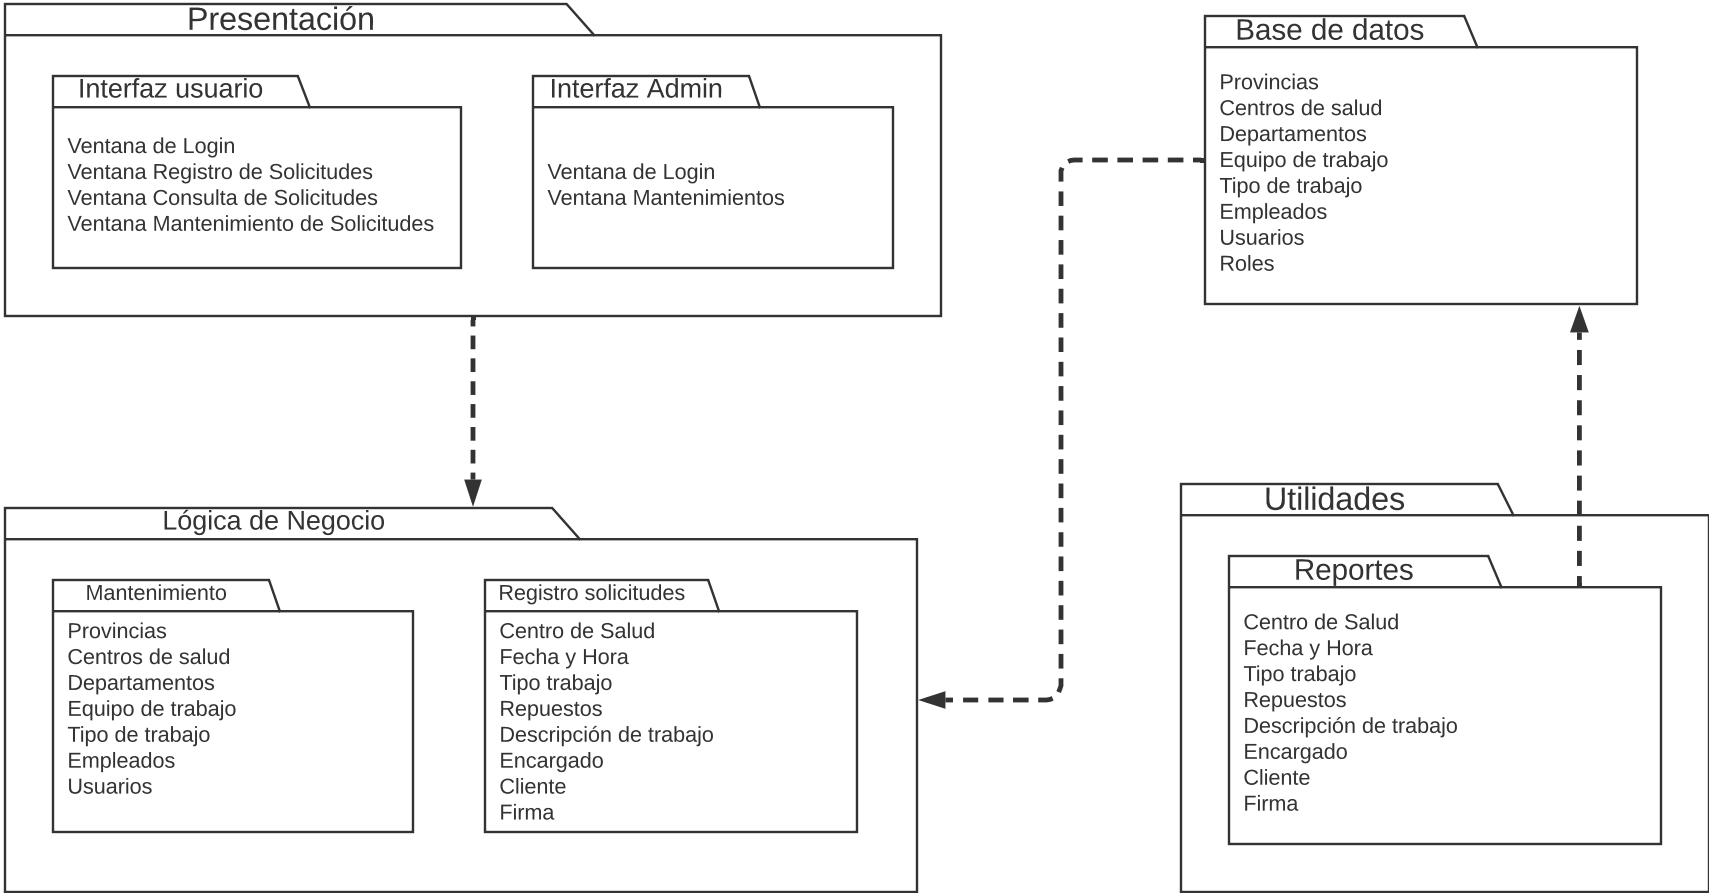 Presentación
Interfaz usuario
Ventana de Login
Ventana Registro de Solicitudes
Ventana Consulta de Solicitudes
Ventana Mantenimiento de Solicitudes
Interfaz Admin
Ventana de Login
Ventana Mantenimientos
Base de datos
Provincias
Centros de salud
Departamentos
Equipo de trabajo
Tipo de trabajo
Empleados
Usuarios
Roles
Lógica de Negocio
Mantenimiento
Provincias
Centros de salud
Departamentos
Equipo de trabajo
Tipo de trabajo
Empleados
Usuarios
Registro solicitudes
Centro de Salud
Fecha y Hora
Tipo trabajo
Repuestos
Descripción de trabajo
Encargado
Cliente
Firma
Utilidades
Reportes
Centro de Salud
Fecha y Hora
Tipo trabajo
Repuestos
Descripción de trabajo
Encargado
Cliente
Firma